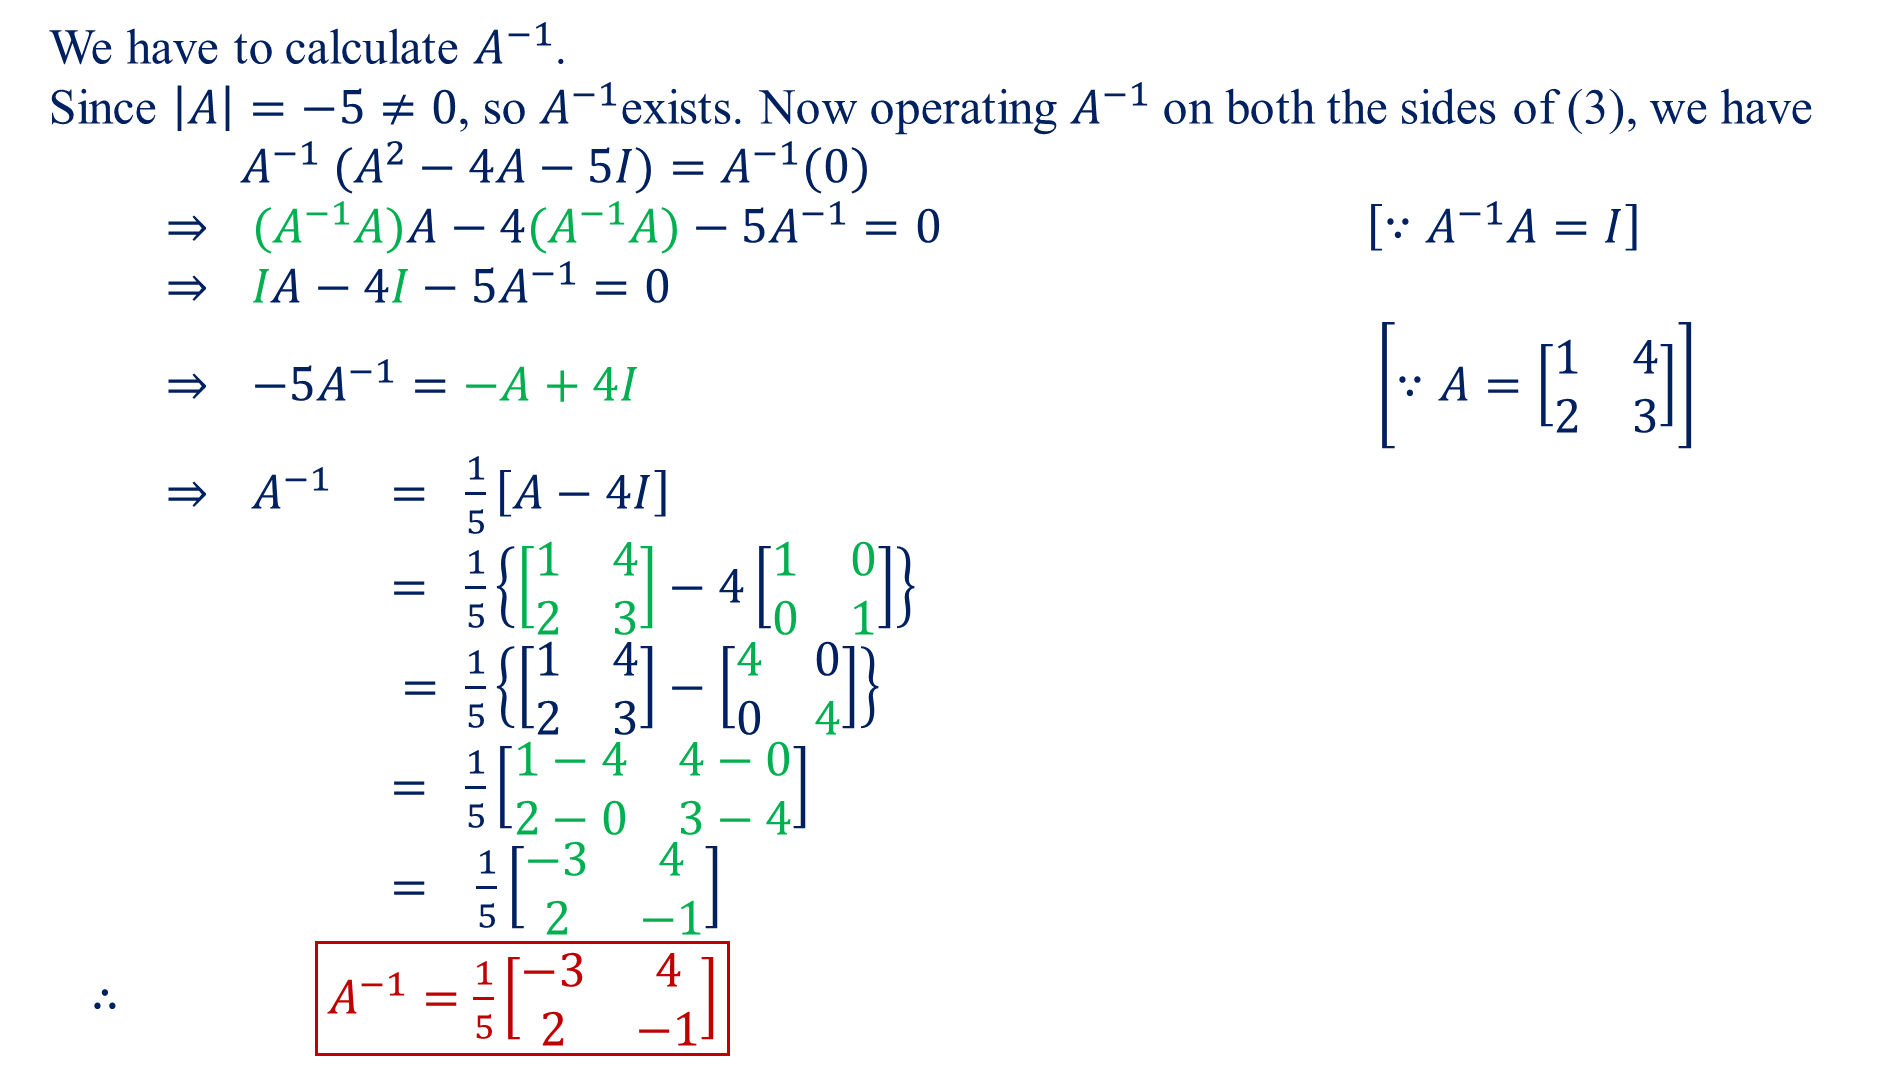 We have to calculate A⁻¹.
Since |A| = −5 ≠ 0, so A⁻¹exists. Now operating A⁻¹ on both the sides of (3), we have
A⁻¹ (A² − 4A − 5I) = A⁻¹(0)
⇒ (A⁻¹A)A − 4(A⁻¹A) − 5A⁻¹ = 0 [∵ A⁻¹A = I]
⇒ IA − 4I − 5A⁻¹ = 0
⇒ −5A⁻¹ = −A + 4I [∵ A = [1 4; 2 3]]
⇒ A⁻¹ = 1/5 [A − 4I]
= 1/5 {[1 4; 2 3] − 4 [1 0; 0 1]}
= 1/5 {[1 4; 2 3] − [4 0; 0 4]}
= 1/5 [1 − 4 4 − 0; 2 − 0 3 − 4]
= 1/5 [−3 4; 2 −1]
∴ A⁻¹ = 1/5 [−3 4; 2 −1]